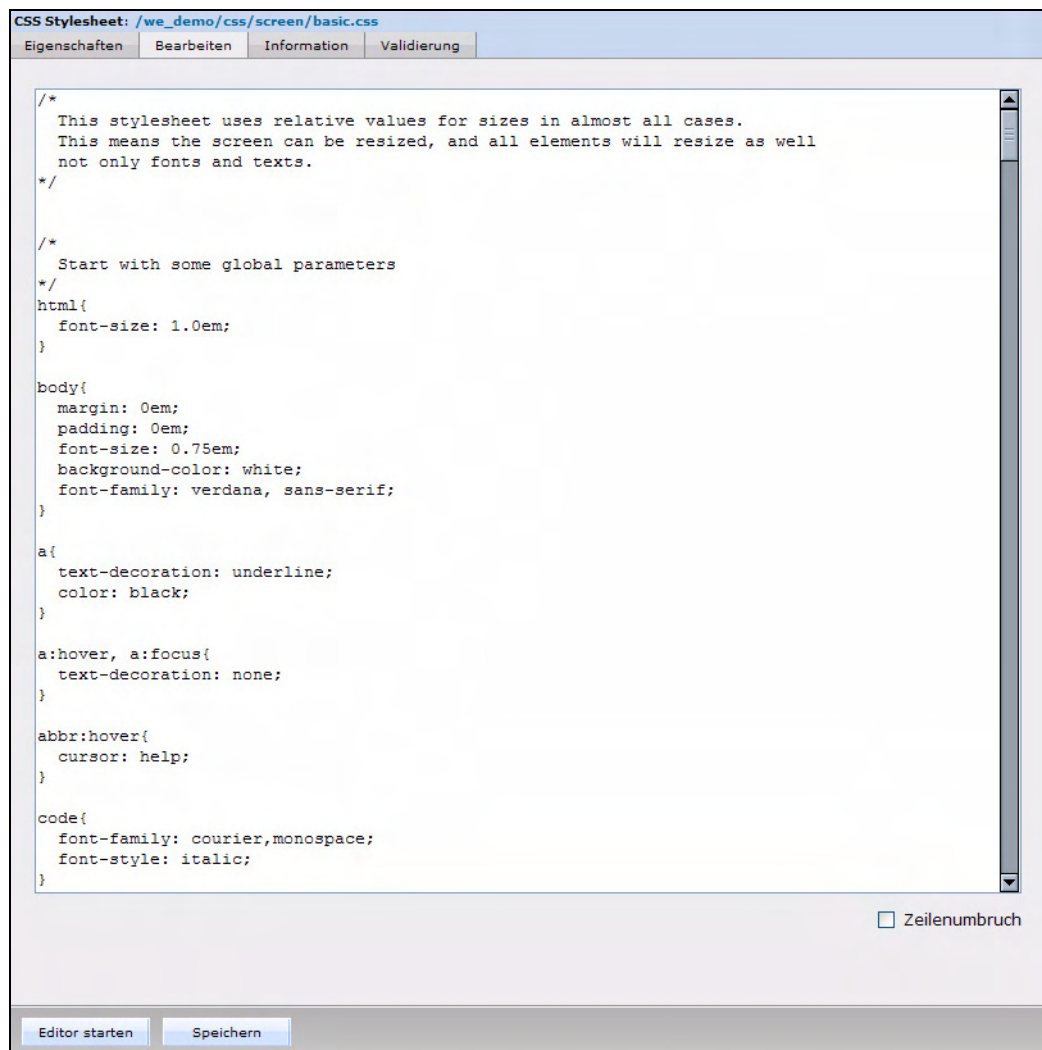 CSS Stylesheet: /we_demo/css/screen/basic.css
Eigenschaften Bearbeiten Information Validierung
/*
  This stylesheet uses relative values for sizes in almost all cases.
  This means the screen can be resized, and all elements will resize as well
  not only fonts and texts.
*/
/*
  Start with some global parameters
*/
html{
  font-size: 1.0em;
}
body{
  margin: 0em;
  padding: 0em;
  font-size: 0.75em;
  background-color: white;
  font-family: verdana, sans-serif;
}
a{
  text-decoration: underline;
  color: black;
}
a:hover, a:focus{
  text-decoration: none;
}
abbr:hover{
  cursor: help;
}
code{
  font-family: courier,monospace;
  font-style: italic;
}
Zeilenumbruch
Editor starten Speichern